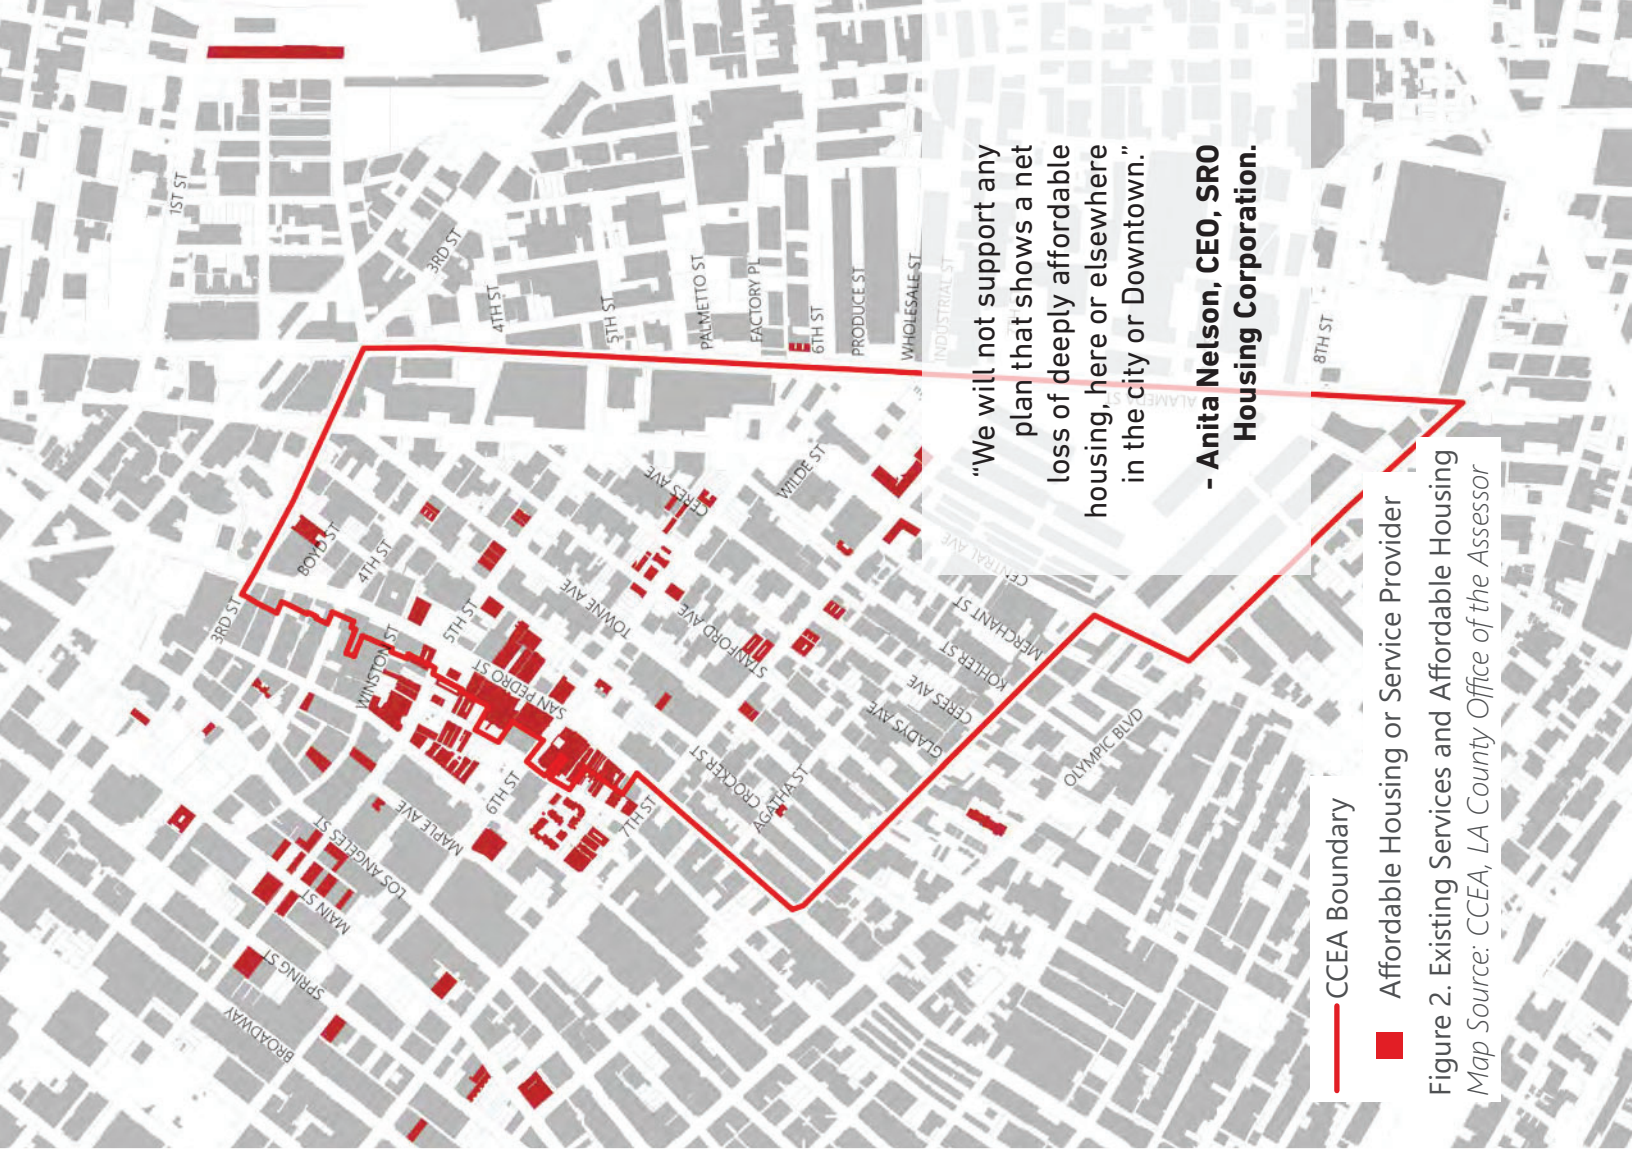 1ST ST
3RD ST
4TH ST
5TH ST
PALMETTO ST
FACTORY PL
6TH ST
PRODUCE ST
WHOLESALE ST
INDUSTRIAL ST
8TH ST
ALAMEDA ST
“We will not support any
plan that shows a net
loss of deeply affordable
housing, here or elsewhere
in the city or Downtown.”
- Anita Nelson, CEO, SRO
Housing Corporation.
3RD ST
BOYD ST
4TH ST
WINSTON ST
5TH ST
SAN PEDRO ST
TOWNE AVE
CERES AVE
WILDE ST
STANFORD AVE
CENTRAL AVE
MERCHANT ST
KOHLER ST
CERES AVE
GLADYS AVE
CROCKER ST
AGATHA ST
OLYMPIC BLVD
6TH ST
7TH ST
MAPLE AVE
LOS ANGELES ST
MAIN ST
SPRING ST
BROADWAY
CCEA Boundary
Affordable Housing or Service Provider
Figure 2. Existing Services and Affordable Housing
Map Source: CCEA, LA County Office of the Assessor